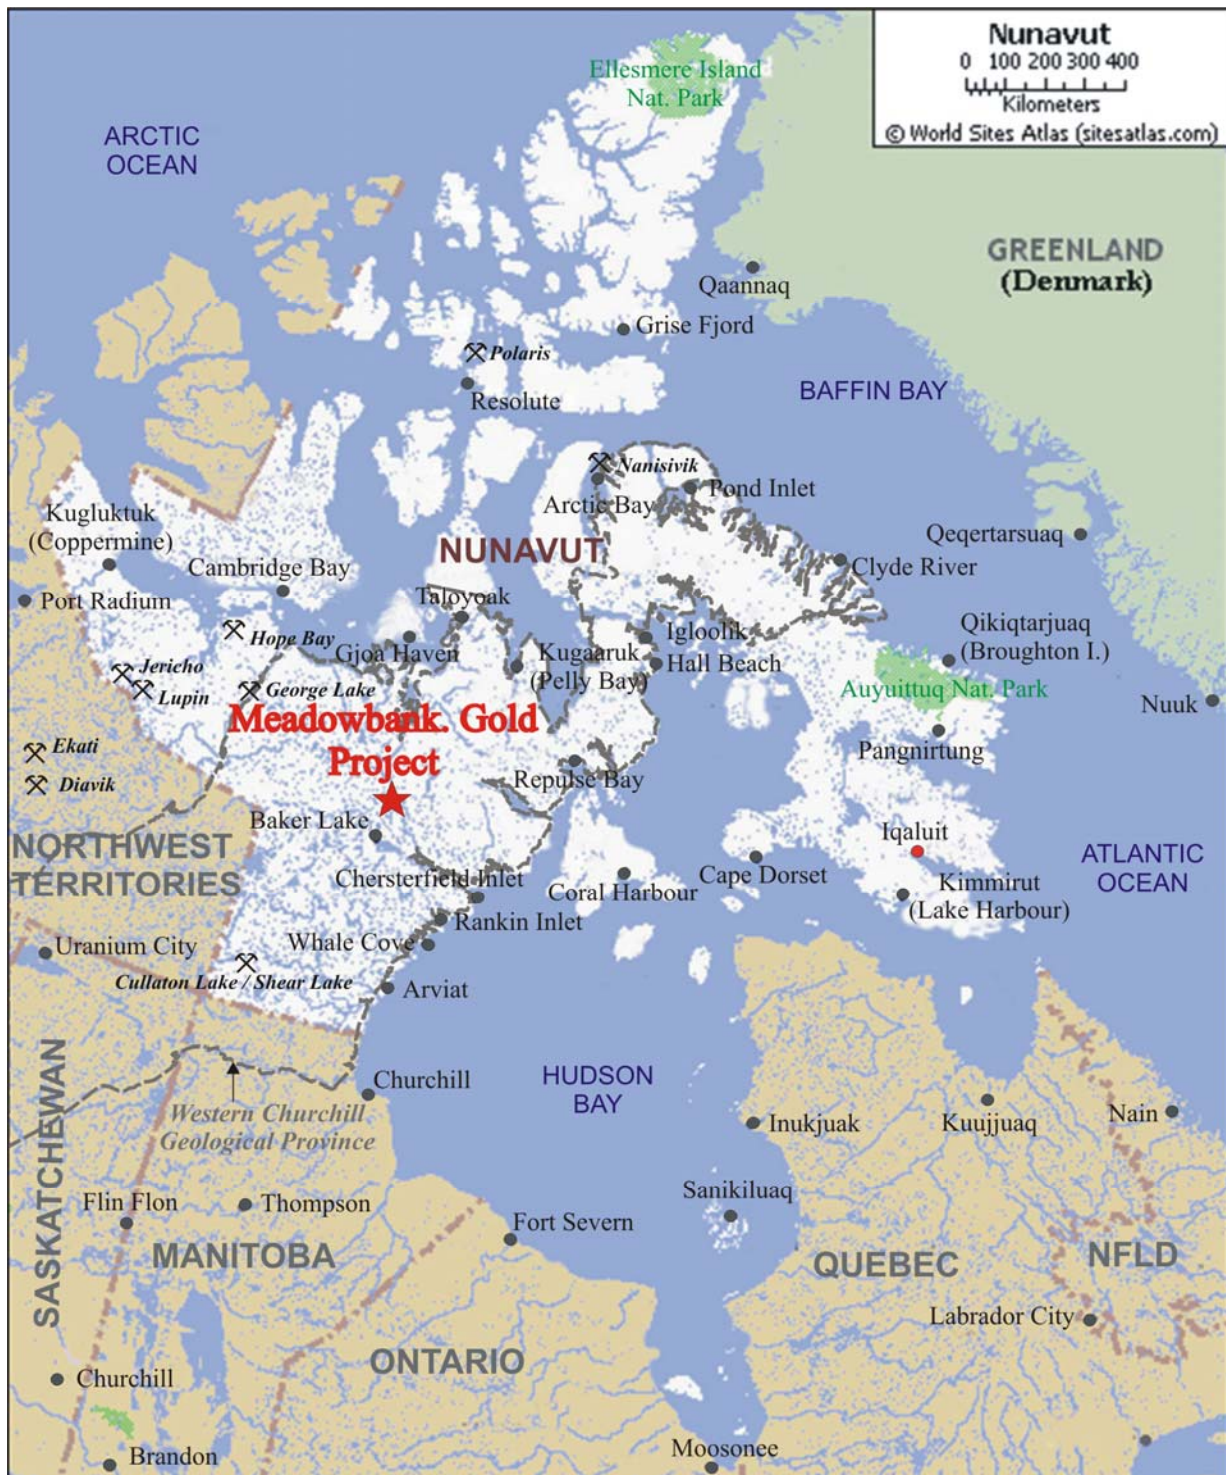 Nunavut
0 100 200 300 400
Kilometers
© World Sites Atlas (sitesatlas.com)
Ellesmere Island
Nat. Park
ARCTIC
OCEAN
GREENLAND
(Denmark)
Qaannaq
Grise Fjord
Polaris
Resolute
BAFFIN BAY
Nanisivik
Arctic Bay
Pond Inlet
Kugluktuk
(Coppermine)
NUNAVUT
Qeqertarsuaq
Cambridge Bay
Clyde River
Port Radium
Taloyoak
Hope Bay
Gjoa Haven
Igloolik
Qikiqtarjuaq
(Broughton I.)
Kugaaruk
(Pelly Bay)
Hall Beach
Jericho
Lupin
George Lake
Auyuittuq Nat. Park
Nuuk
Meadowbank. Gold
Project
Ekati
Diavik
Repulse Bay
Pangnirtung
Baker Lake
NORTHWEST
TERRITORIES
Iqaluit
ATLANTIC
OCEAN
Chersterfield Inlet
Coral Harbour
Cape Dorset
Kimmirut
(Lake Harbour)
Rankin Inlet
Whale Cove
Uranium City
Cullaton Lake / Shear Lake
Arviat
SASKATCHEWAN
Churchill
HUDSON
BAY
Western Churchill
Geological Province
Inukjuak
Kuujjuaq
Nain
Flin Flon
Thompson
Sanikiluaq
Fort Severn
MANITOBA
QUEBEC
NFLD
Labrador City
ONTARIO
Churchill
Brandon
Moosonee